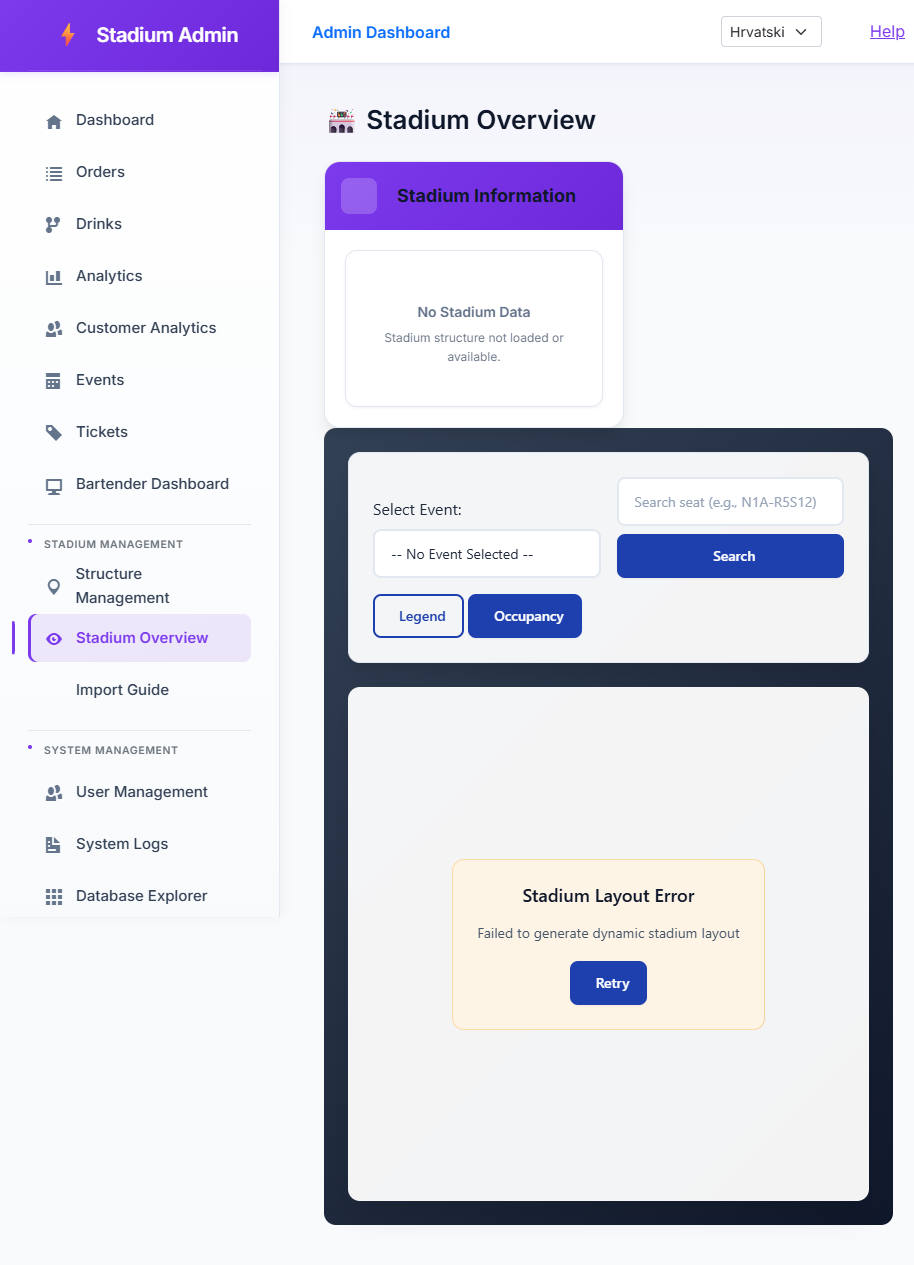 Stadium Admin
Admin Dashboard
Hrvatski
Help
Dashboard
Orders
Drinks
Analytics
Customer Analytics
Events
Tickets
Bartender Dashboard
STADIUM MANAGEMENT
Structure
Management
Stadium Overview
Import Guide
SYSTEM MANAGEMENT
User Management
System Logs
Database Explorer
Stadium Overview
Stadium Information
No Stadium Data
Stadium structure not loaded or
available.
Select Event:
-- No Event Selected --
Search seat (e.g., N1A-R5S12)
Search
Legend
Occupancy
Stadium Layout Error
Failed to generate dynamic stadium layout
Retry